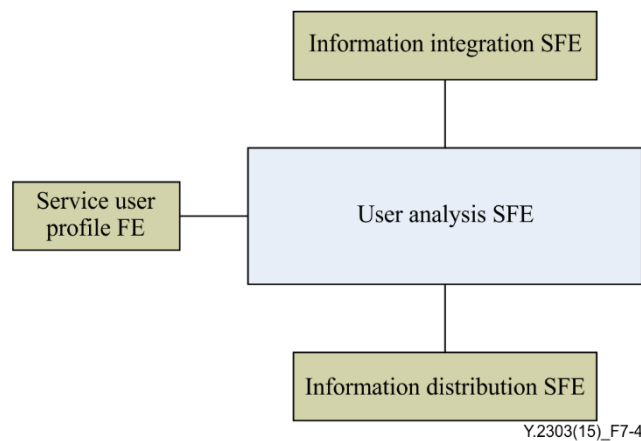 Information integration SFE
Service user
profile FE
User analysis SFE
Information distribution SFE
Y.2303(15)_F7-4